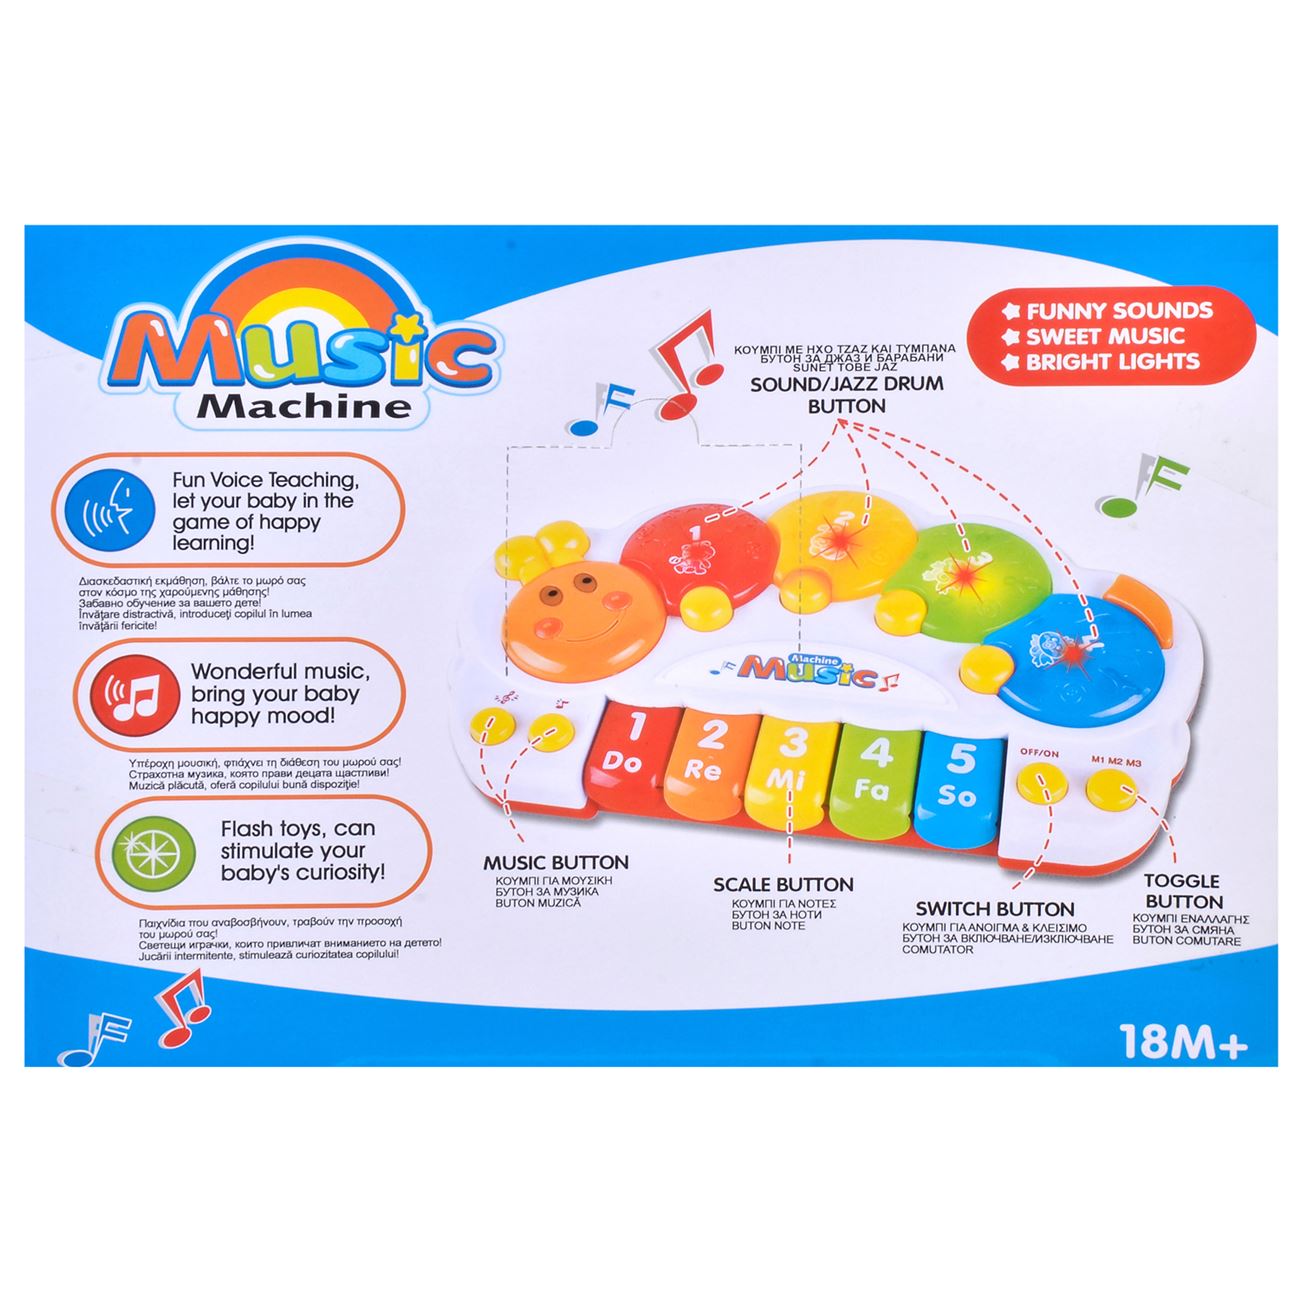 Music
Machine
FUNNY SOUNDS
SWEET MUSIC
BRIGHT LIGHTS
ΚΟΥΜΠΙ ΜΕ ΗΧΟ TZAZ ΚΑΙ ΤΥΜΠΑΝΑ
БУТОН ЗА ДЖАЗ И БАРАБАНИ
SUNET TOBE JAZ
SOUND/JAZZ DRUM
BUTTON
Fun Voice Teaching,
let your baby in the
game of happy
learning!
Διασκεδαστική εκμάθηση, βάλτε το μωρό σας
στον κόσμο της χαρούμενης μάθησης!
Забавно обучение за вашето дете!
Învăţare distractivă, introduceţi copilul în lumea
învăţării fericite!
Wonderful music,
bring your baby
happy mood!
Υπέροχη μουσική, φτιάχνει τη διάθεση του μωρού σας!
Страхотна музика, която прави децата щастливи!
Muzică plăcută, oferă copilului bună dispoziţie!
Flash toys, can
stimulate your
baby's curiosity!
Παιχνίδια που αναβοσβήνουν, τραβούν την προσοχή
του μωρού σας!
Светещи играчки, които привличат вниманието на детето!
Jucării intermitente, stimulează curiozitatea copilului!
1
2
Machine
Music
1 Do
2 Re
3 Mi
4 Fa
5 So
OFF/ON
M1 M2 M3
MUSIC BUTTON
ΚΟΥΜΠΙ ΓΙΑ ΜΟΥΣΙΚΗ
БУТОН ЗА МУЗИКА
BUTON MUZICĂ
SCALE BUTTON
ΚΟΥΜΠΙ ΓΙΑ ΝΟΤΕΣ
БУТОН ЗА НОТИ
BUTON NOTE
SWITCH BUTTON
ΚΟΥΜΠΙ ΓΙΑ ΑΝΟΙΓΜΑ & ΚΛΕΙΣΙΜΟ
БУТОН ЗА ВКЛЮЧВАНЕ/ИЗКЛЮЧВАНЕ
COMUTATOR
TOGGLE
BUTTON
ΚΟΥΜΠΙ ΕΝΑΛΛΑΓΗΣ
БУТОН ЗА СМЯНА
BUTON COMUTARE
18M+